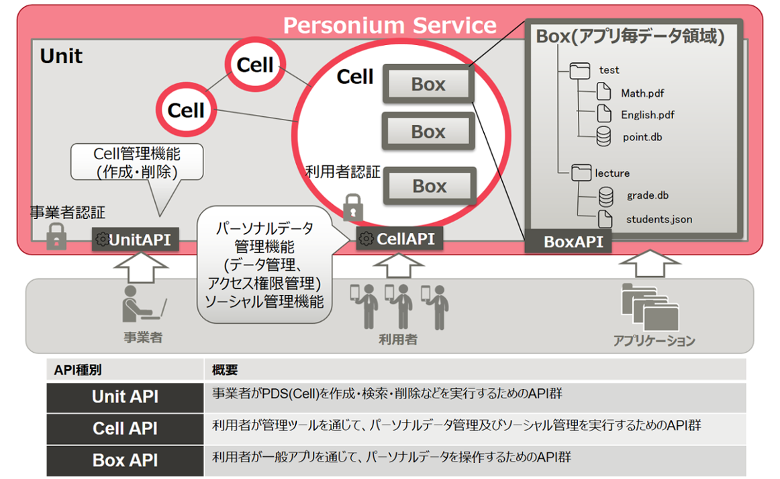 Personium Service
Unit
Cell
Cell
Cell
Box
Box
Box
Box(アプリ毎データ領域)
test
Math.pdf
English.pdf
point.db
lecture
grade.db
students.json
Cell管理機能
(作成・削除)
事業者認証
利用者認証
UnitAPI
CellAPI
BoxAPI
パーソナルデータ
管理機能
(データ管理、
アクセス権限管理)
ソーシャル管理機能
事業者
利用者
アプリケーション
API種別 概要
Unit API 事業者がPDS(Cell)を作成・検索・削除などを実行するためのAPI群
Cell API 利用者が管理ツールを通じて、パーソナルデータ管理及びソーシャル管理を実行するためのAPI群
Box API 利用者が一般アプリを通じて、パーソナルデータを操作するためのAPI群